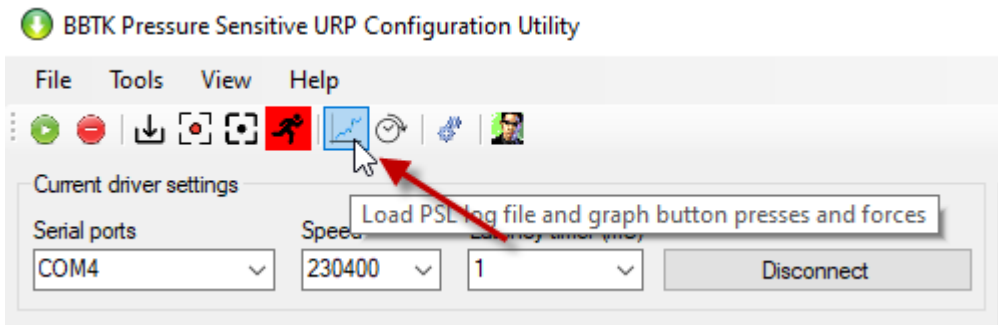 BBTK Pressure Sensitive URP Configuration Utility
File Tools View Help
Current driver settings
Load PSL log file and graph button presses and forces
Serial ports Speed
COM4 230400 1 Disconnect